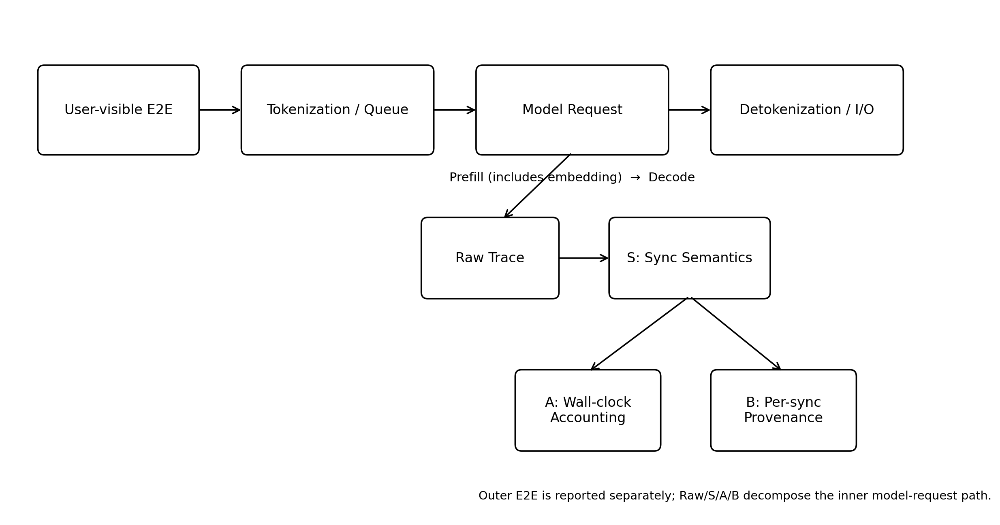 User-visible E2E
Tokenization / Queue
Model Request
Detokenization / I/O
Prefill (includes embedding) → Decode
Raw Trace
S: Sync Semantics
A: Wall-clock
Accounting
B: Per-sync
Provenance
Outer E2E is reported separately; Raw/S/A/B decompose the inner model-request path.